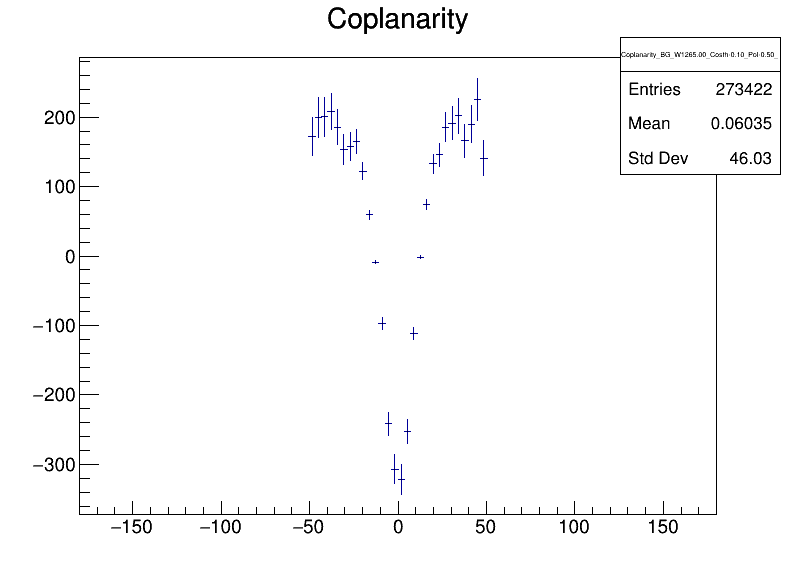 Coplanarity
Coplanarity_BG_W1265.00_Costh-0.10_Pol-0.50_
Entries 273422
Mean 0.06035
Std Dev 46.03
200
100
0
−100
−200
−300
−150 −100 −50 0 50 100 150